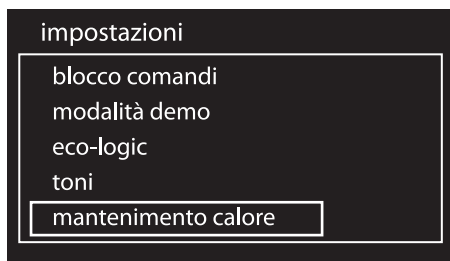 impostazioni
blocco comandi
modalità demo
eco-logic
toni
mantenimento calore